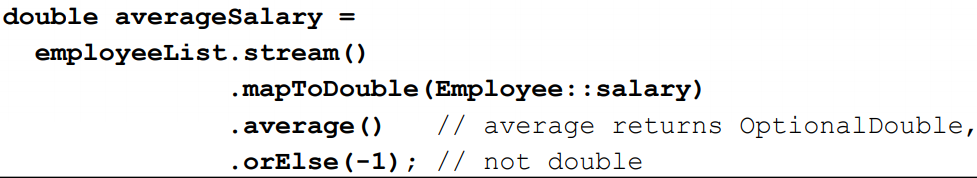 double averageSalary =
  employeeList.stream()
              .mapToDouble(Employee::salary)
              .average()   // average returns OptionalDouble,
              .orElse(-1); // not double